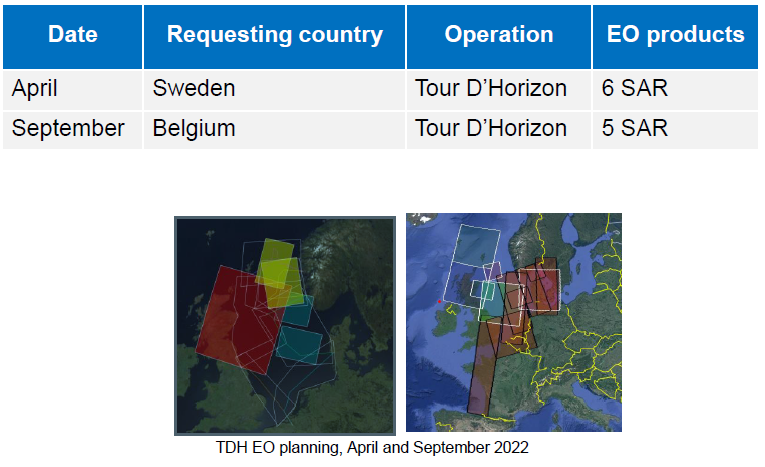 Date Requesting country Operation EO products
April Sweden Tour D’Horizon 6 SAR
September Belgium Tour D’Horizon 5 SAR
TDH EO planning, April and September 2022